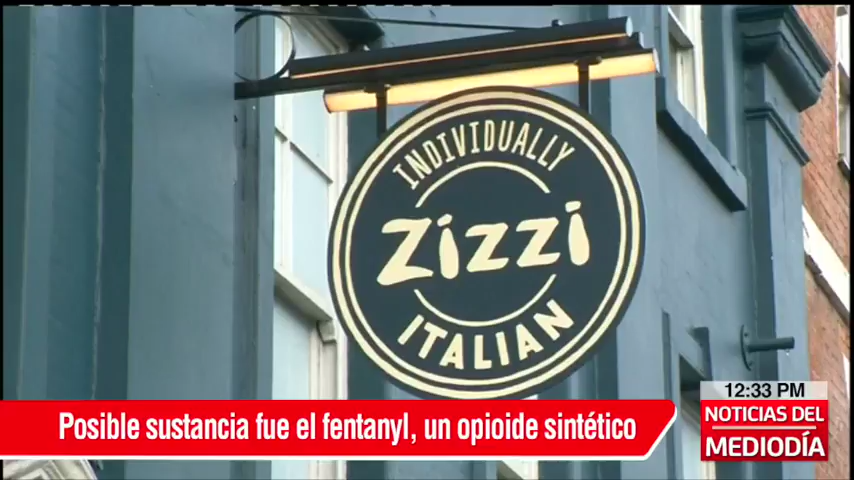 INDIVIDUALLY
Zizzi
ITALIAN
12:33 PM
Posible sustancia fue el fentanyl, un opioide sintético
NOTICIAS DEL
MEDIODÍA